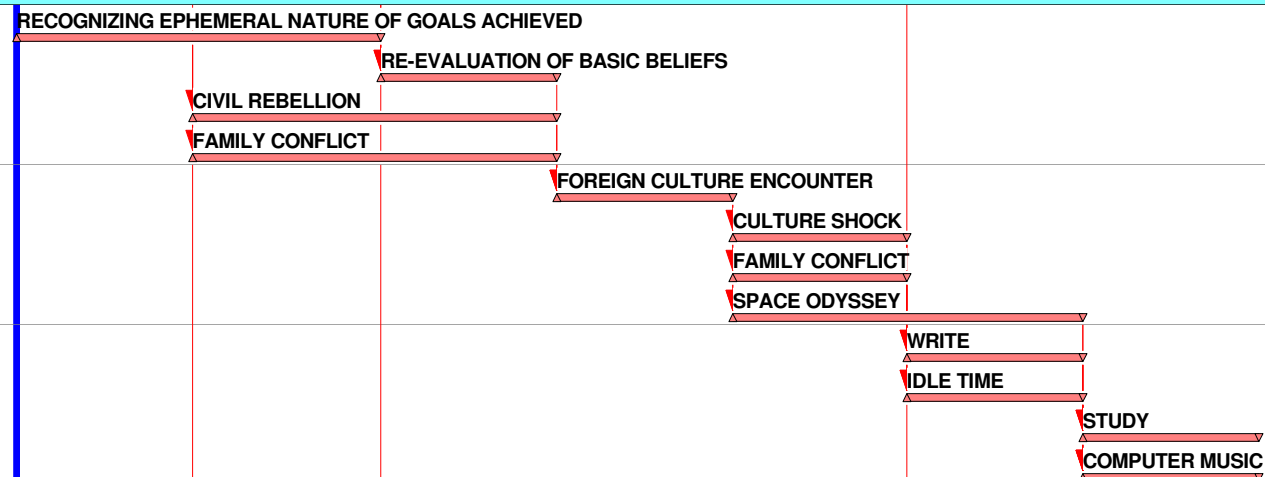 RECOGNIZING EPHEMERAL NATURE OF GOALS ACHIEVED
RE-EVALUATION OF BASIC BELIEFS
CIVIL REBELLION
FAMILY CONFLICT
FOREIGN CULTURE ENCOUNTER
CULTURE SHOCK
FAMILY CONFLICT
SPACE ODYSSEY
WRITE
IDLE TIME
STUDY
COMPUTER MUSIC